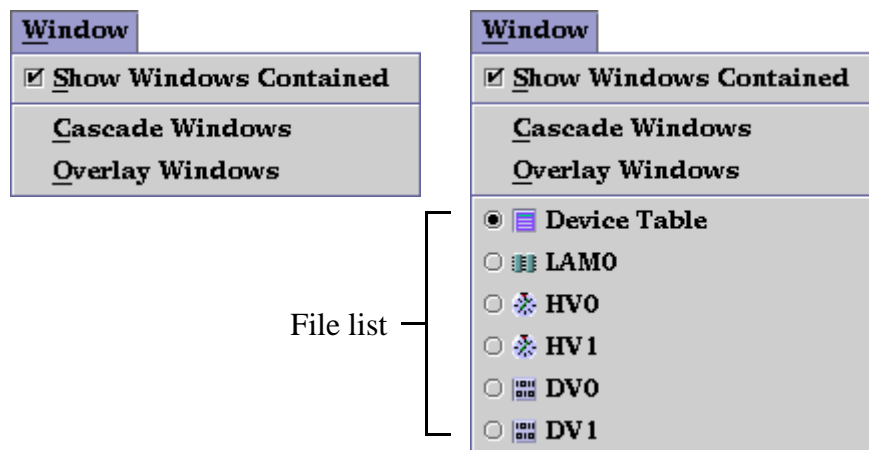 Window
Show Windows Contained
Cascade Windows
Overlay Windows
Window
Show Windows Contained
Cascade Windows
Overlay Windows
Device Table
LAM0
HV0
HV1
DV0
DV1
File list